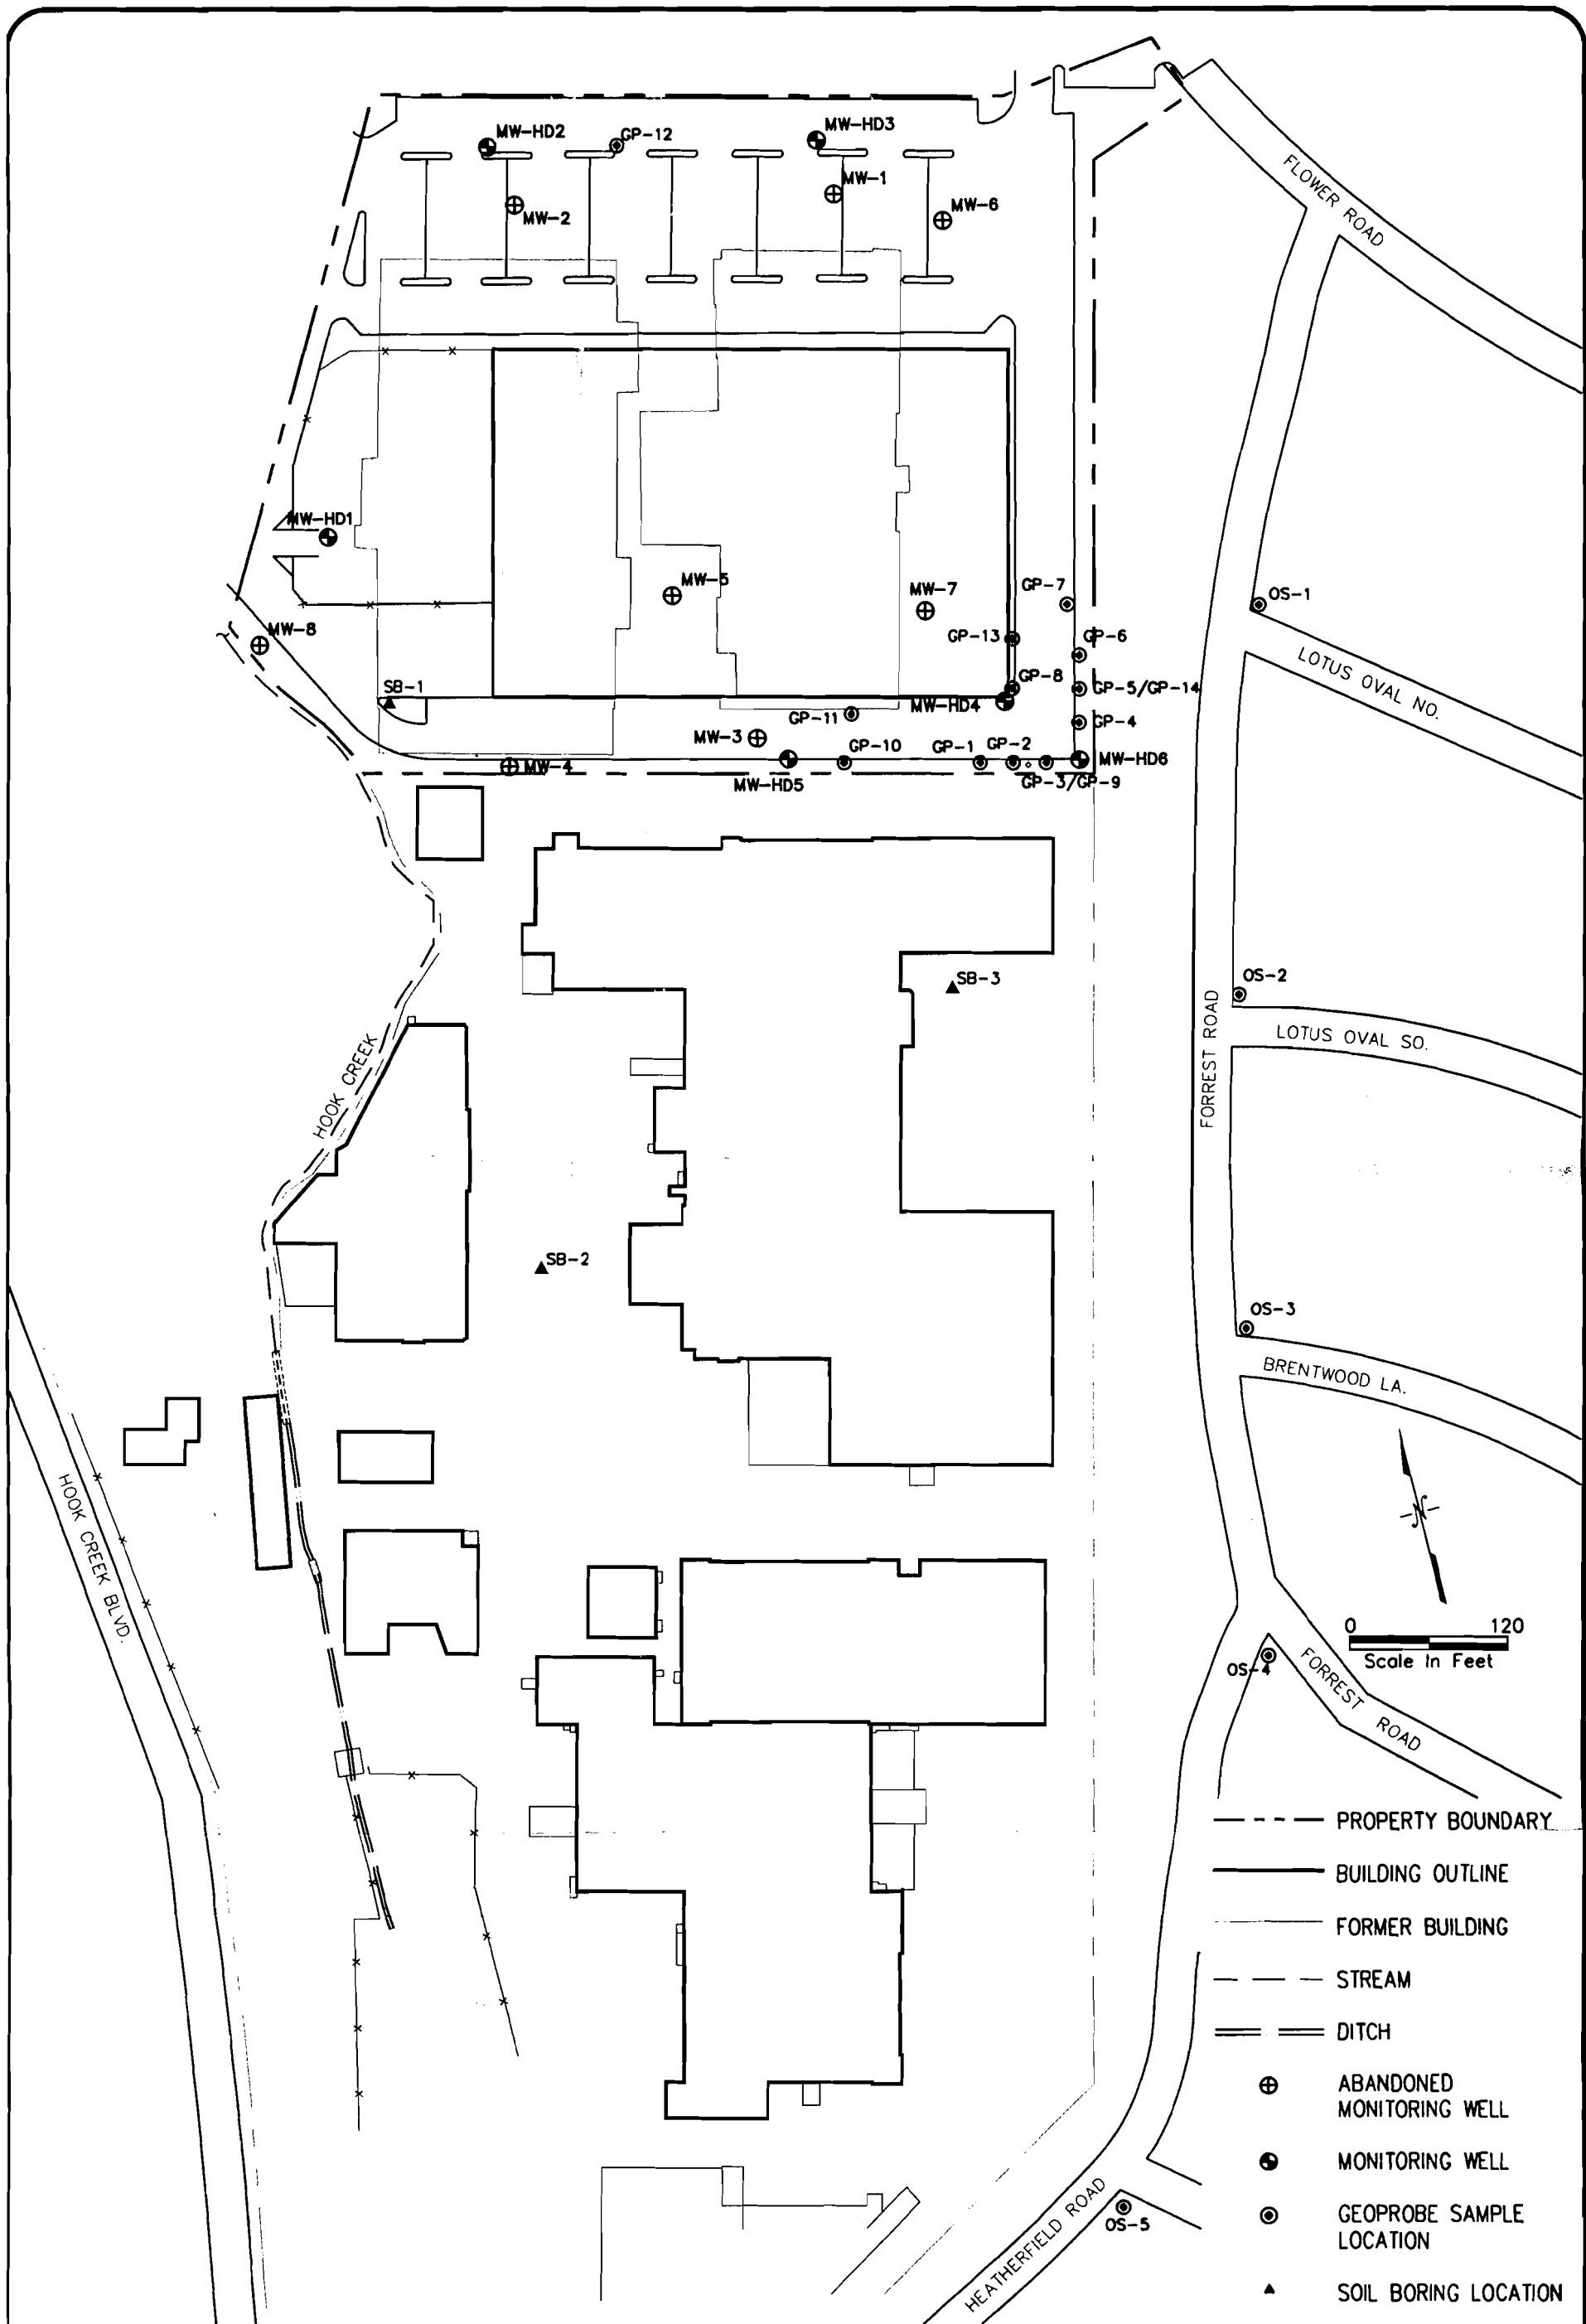 MW-HD2
GP-12
MW-HD3
MW-1
MW-2
MW-6
FLOWER ROAD
MW-HD1
MW-5
MW-7
GP-7
OS-1
MW-8
GP-13
GP-6
LOTUS OVAL NO.
SB-1
GP-8
GP-5/GP-14
MW-HD4
GP-11
GP-4
MW-3
GP-10
GP-1
GP-2
MW-HD6
MW-4
MW-HD5
GP-3/GP-9
SB-3
OS-2
FORREST ROAD
LOTUS OVAL SO.
HOOK CREEK
SB-2
OS-3
BRENTWOOD LA.
HOOK CREEK BLVD.
N
0 120
Scale In Feet
OS-4
FORREST ROAD
PROPERTY BOUNDARY
BUILDING OUTLINE
FORMER BUILDING
STREAM
DITCH
ABANDONED
MONITORING WELL
MONITORING WELL
HEATHERFIELD ROAD
OS-5
GEOPROBE SAMPLE
LOCATION
SOIL BORING LOCATION